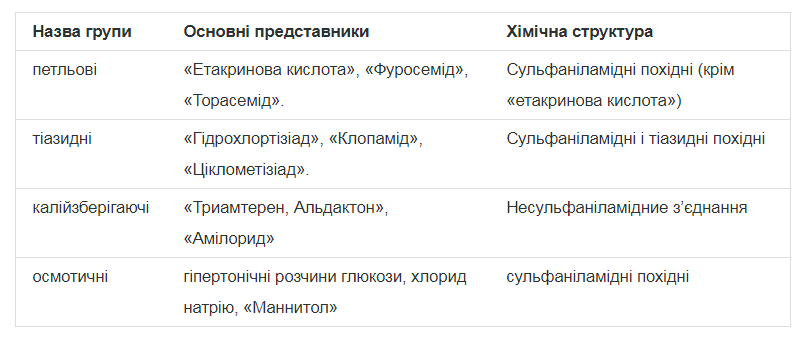 Назва групи Основні представники Хімічна структура
петльові «Етакринова кислота», «Фуросемід», Сульфаніламідні похідні (крім
«Торасемід». «етакринова кислота»)
тіазидні «Гідрохлортізіад», «Клопамід», Сульфаніламідні і тіазидні похідні
«Циклометізіад».
калійзберігаючі «Триамтерен, Альдактон», Несульфаніламідние з’єднання
«Амілорид»
осмотичні гіпертонічні розчини глюкози, хлорид сульфаніламідні похідні
натрію, «Маннитол»